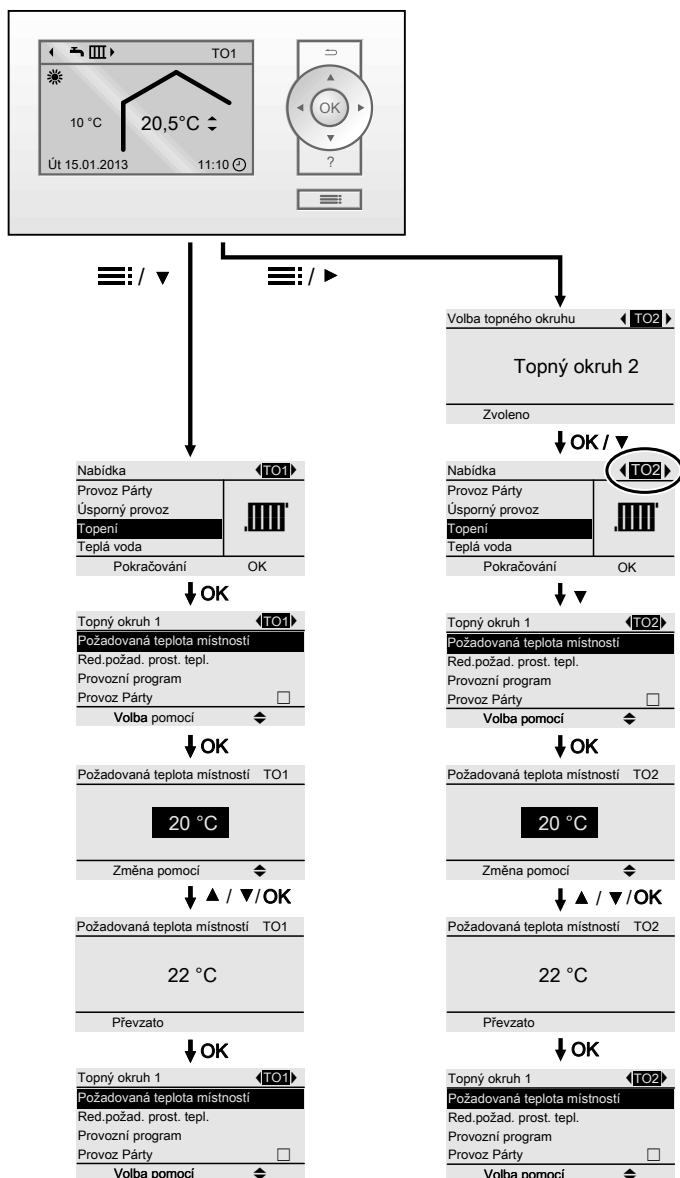 TO1
10 °C 20,5°C
Út 15.01.2013 11:10
OK
?
/ ▼
/ ►
Volba topného okruhu TO2
Topný okruh 2
Zvoleno
OK / ▼
Nabídka TO1
Provoz Párty
Úsporný provoz
Topení
Teplá voda
Pokračování OK
OK
Topný okruh 1 TO1
Požadovaná teplota místností
Red.požad. prost. tepl.
Provozní program
Provoz Párty
Volba pomocí
OK
Požadovaná teplota místností TO1
20 °C
Změna pomocí
▲ / ▼/OK
Požadovaná teplota místností TO1
22 °C
Převzato
OK
Topný okruh 1 TO1
Požadovaná teplota místností
Red.požad. prost. tepl.
Provozní program
Provoz Párty
Volba pomocí
Nabídka TO2
Provoz Párty
Úsporný provoz
Topení
Teplá voda
Pokračování OK
▼
Topný okruh 1 TO2
Požadovaná teplota místností
Red.požad. prost. tepl.
Provozní program
Provoz Párty
Volba pomocí
OK
Požadovaná teplota místností TO2
20 °C
Změna pomocí
▲ / ▼/OK
Požadovaná teplota místností TO2
22 °C
Převzato
OK
Topný okruh 1 TO2
Požadovaná teplota místností
Red.požad. prost. tepl.
Provozní program
Provoz Párty
Volba pomocí